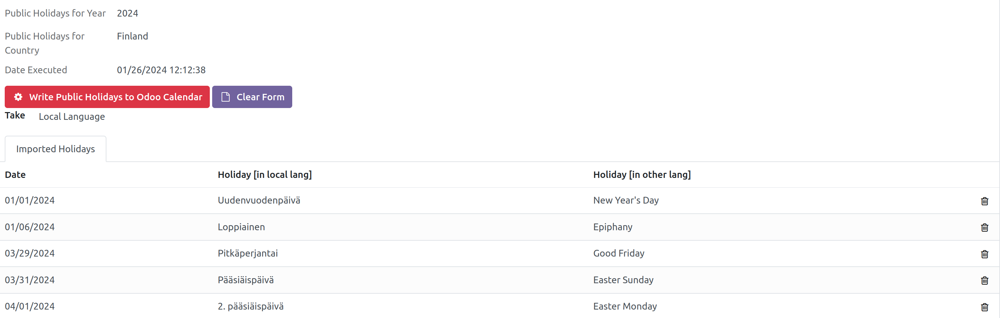 Public Holidays for Year 2024
Public Holidays for Country Finland
Date Executed 01/26/2024 12:12:38
Write Public Holidays to Odoo Calendar Clear Form
Take Local Language
Imported Holidays
Date Holiday [in local lang] Holiday [in other lang]
01/01/2024 Uudenvuodenpäivä New Year's Day
01/06/2024 Loppiainen Epiphany
03/29/2024 Pitkäperjantai Good Friday
03/31/2024 Pääsiäispäivä Easter Sunday
04/01/2024 2. pääsiäispäivä Easter Monday